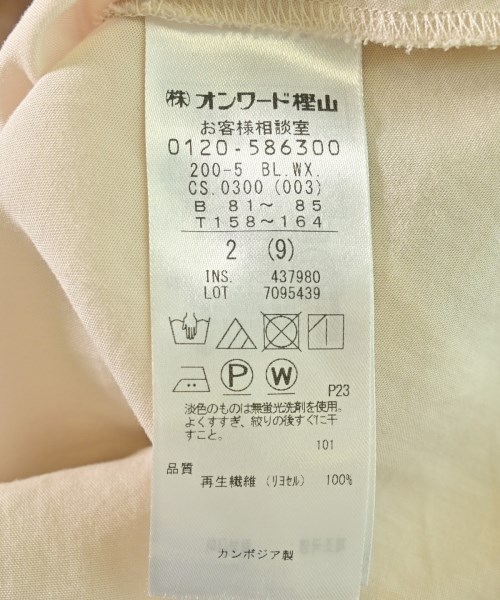 (株)オンワード樫山
お客様相談室
0120-586300
200-5 BL.WX.
CS.0300 (003)
B 81~ 85
T158~164
2 (9)
INS. 437980
LOT 7095439
P W
P23
淡色のものは無蛍光洗剤を使用。
よくすすぎ、絞りの後すぐに干
すこと。
101
品質
再生繊維 (リヨセル) 100%
カンボジア製